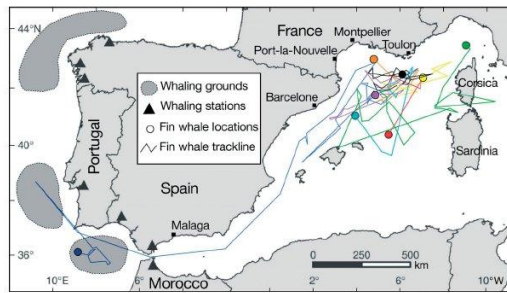 44°N
France
Montpellier
Toulon
Port-la-Nouvelle
Whaling grounds
Whaling stations
Fin whale locations
Fin whale trackline
Barcelone
Corsica
40°
Portugal
Spain
Sardinia
Malaga
36°
0 250 500
km
10°E
Morocco
2°
2°
6°
10°W